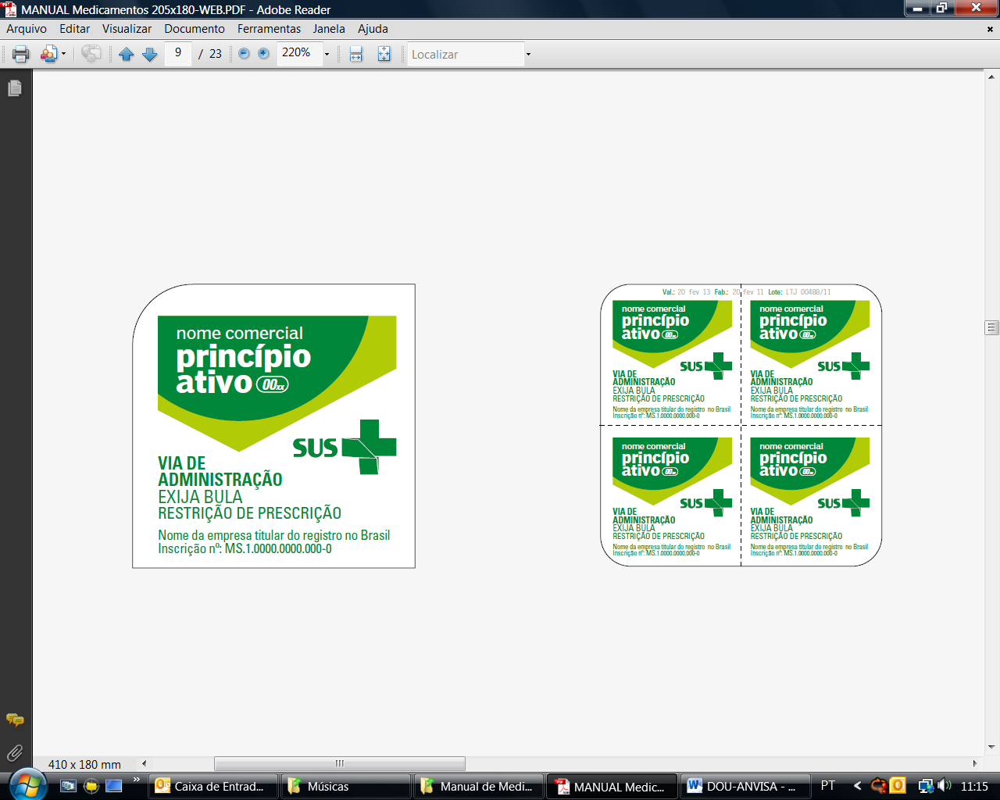 MANUAL Medicamentos 205x180-WEB.PDF - Adobe Reader
Arquivo Editar Visualizar Documento Ferramentas Janela Ajuda
9 / 23 220% Localizar
nome comercial
princípio
ativo 00xx
SUS
VIA DE
ADMINISTRAÇÃO
EXIJA BULA
RESTRIÇÃO DE PRESCRIÇÃO
Nome da empresa titular do registro no Brasil
Inscrição nº: MS.1.0000.0000.000-0
Val.: 20 fev 13 Fab.: 20 fev 11 Lote: LTJ 00488/11
nome comercial
princípio
ativo 00xx
SUS
VIA DE
ADMINISTRAÇÃO
EXIJA BULA
RESTRIÇÃO DE PRESCRIÇÃO
Nome da empresa titular do registro no Brasil
Inscrição nº: MS.1.0000.0000.000-0
nome comercial
princípio
ativo 00xx
SUS
VIA DE
ADMINISTRAÇÃO
EXIJA BULA
RESTRIÇÃO DE PRESCRIÇÃO
Nome da empresa titular do registro no Brasil
Inscrição nº: MS.1.0000.0000.000-0
nome comercial
princípio
ativo 00xx
SUS
VIA DE
ADMINISTRAÇÃO
EXIJA BULA
RESTRIÇÃO DE PRESCRIÇÃO
Nome da empresa titular do registro no Brasil
Inscrição nº: MS.1.0000.0000.000-0
nome comercial
princípio
ativo 00xx
SUS
VIA DE
ADMINISTRAÇÃO
EXIJA BULA
RESTRIÇÃO DE PRESCRIÇÃO
Nome da empresa titular do registro no Brasil
Inscrição nº: MS.1.0000.0000.000-0
410 x 180 mm
Caixa de Entrad... Músicas Manual de Medi... MANUAL Medic... DOU-ANVISA - ... PT 11:15